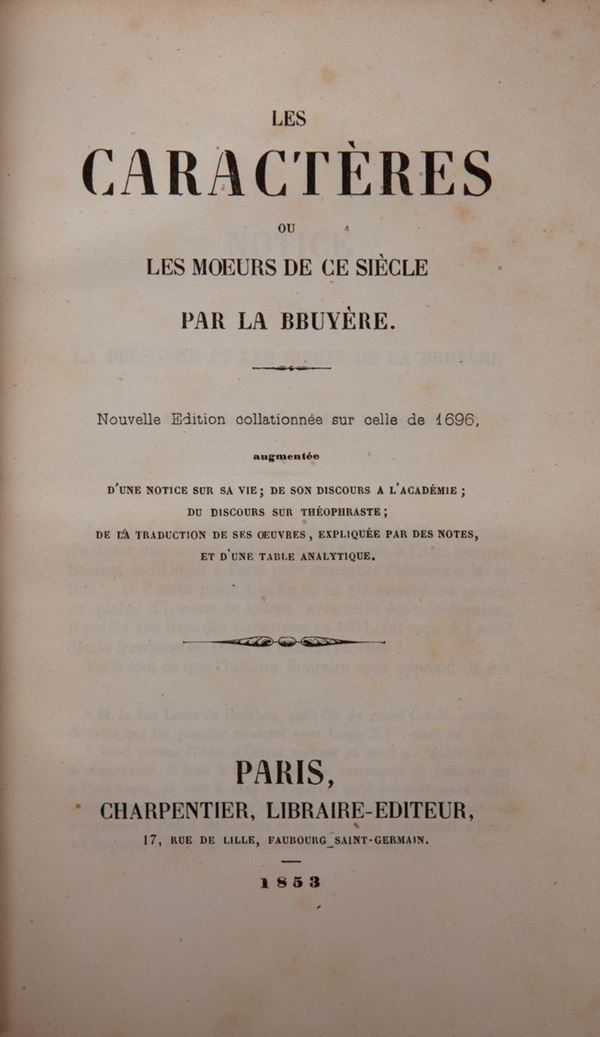 LES
CARACTÈRES
OU
LES MOEURS DE CE SIÈCLE
PAR LA BBUYÈRE.
Nouvelle Edition collationnée sur celle de 1696,
augmentée
D'UNE NOTICE SUR SA VIE; DE SON DISCOURS A L'ACADÉMIE;
DU DISCOURS SUR THÉOPHRASTE;
DE LA TRADUCTION DE SES OEUVRES, EXPLIQUÉE PAR DES NOTES,
ET D'UNE TABLE ANALYTIQUE.
PARIS,
CHARPENTIER, LIBRAIRE-EDITEUR,
17, RUE DE LILLE, FAUBOURG SAINT-GERMAIN.
1853